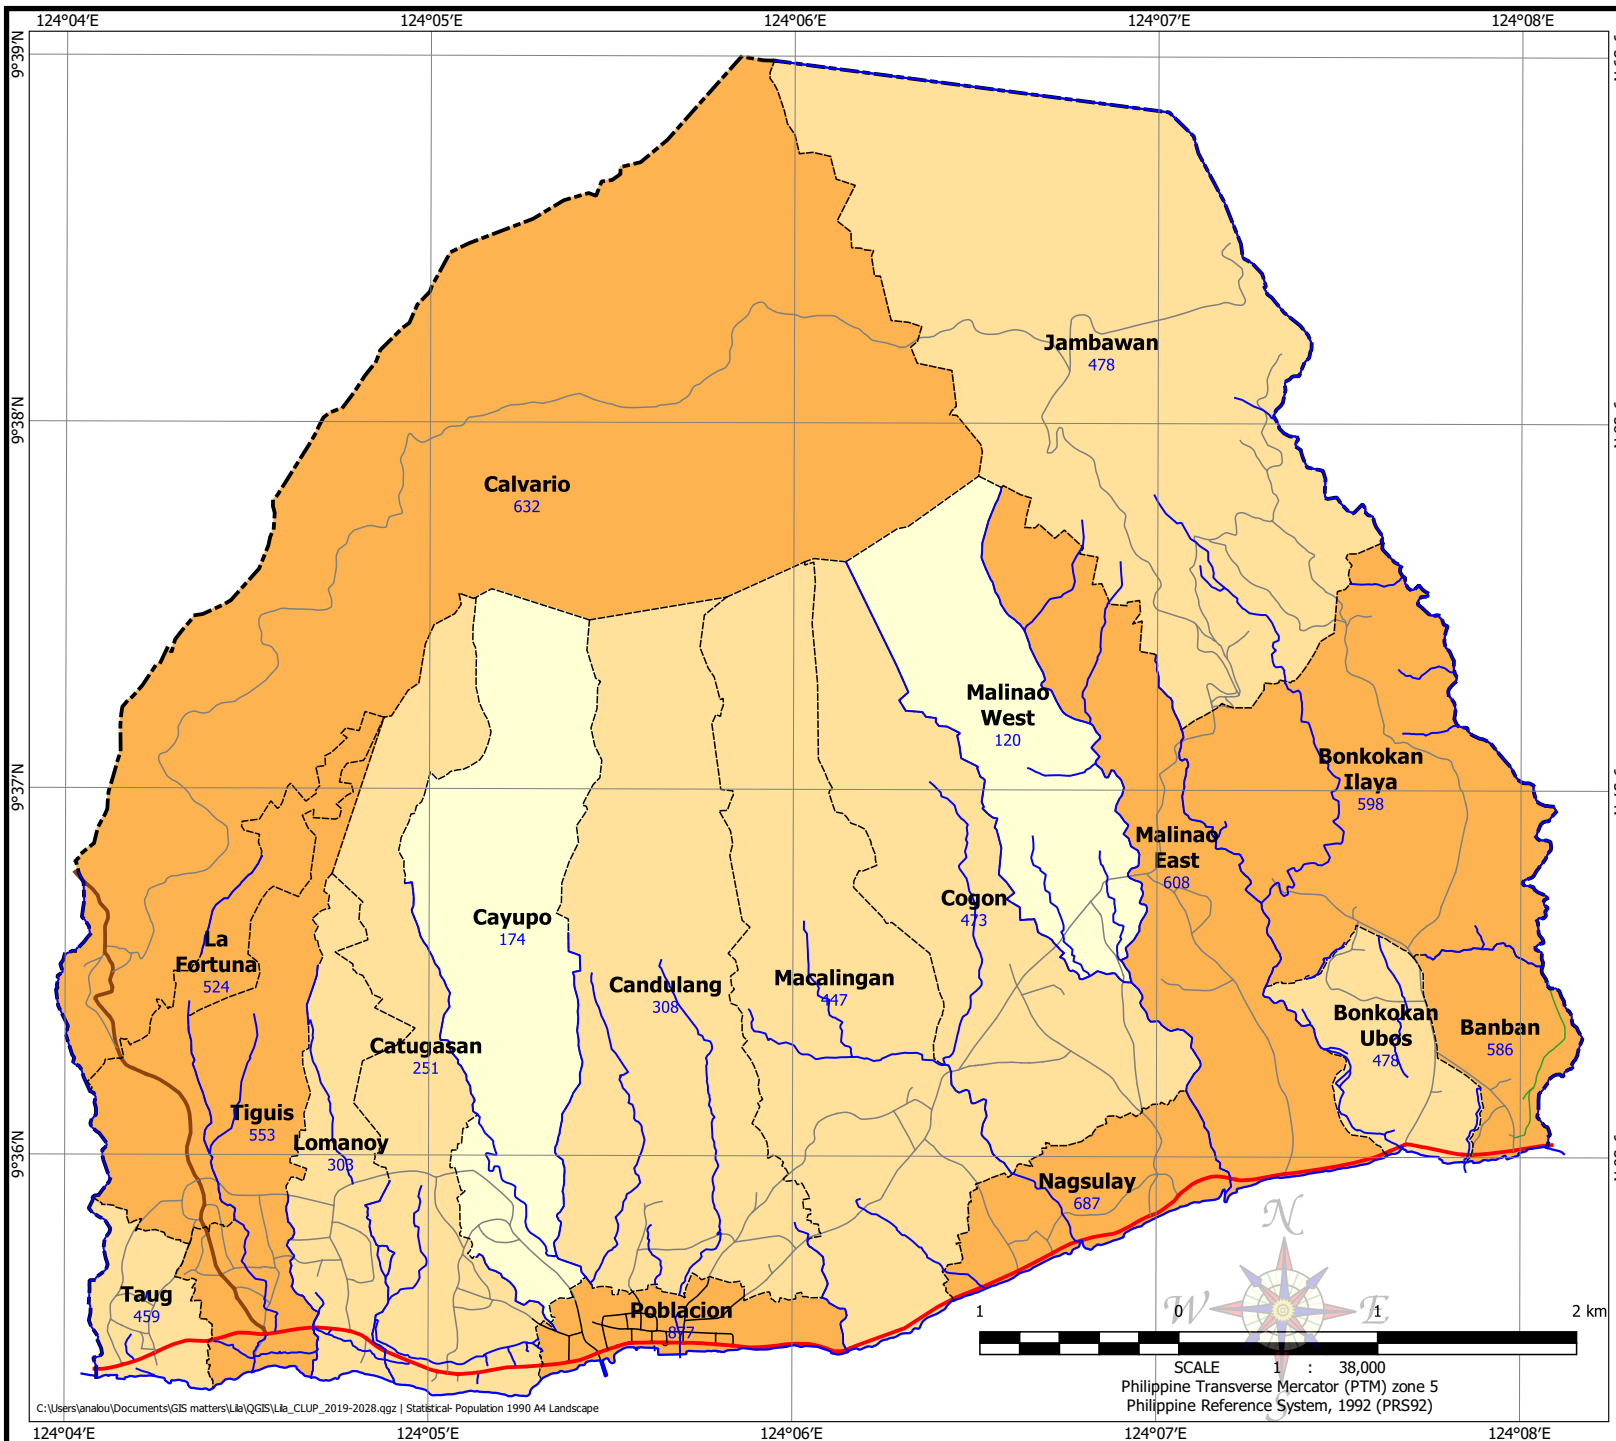 124°04'E
124°05'E
124°06'E
124°07'E
124°08'E
9°39'N
9°38'N
9°37'N
9°36'N
Jambawan
478
Calvario
632
Malinao
West
120
Bonkokan
Ilaya
598
Malinao
East
608
Cogon
473
Cayupo
174
La
Fortuna
524
Candulang
308
Macalingan
447
Bonkokan
Ubos
478
Banban
586
Catugasan
251
Tiguis
553
Lomanoy
303
Nagsulay
687
Taug
459
Poblacion
877
N
W
E
S
1
0
1
2 km
SCALE 1 : 38,000
Philippine Transverse Mercator (PTM) zone 5
Philippine Reference System, 1992 (PRS92)
C:\Users\analou\Documents\GIS matters\Lila\QGIS\Lila_CLUP_2019-2028.qgz | Statistical- Population 1990 A4 Landscape
124°04'E
124°05'E
124°06'E
124°07'E
124°08'E